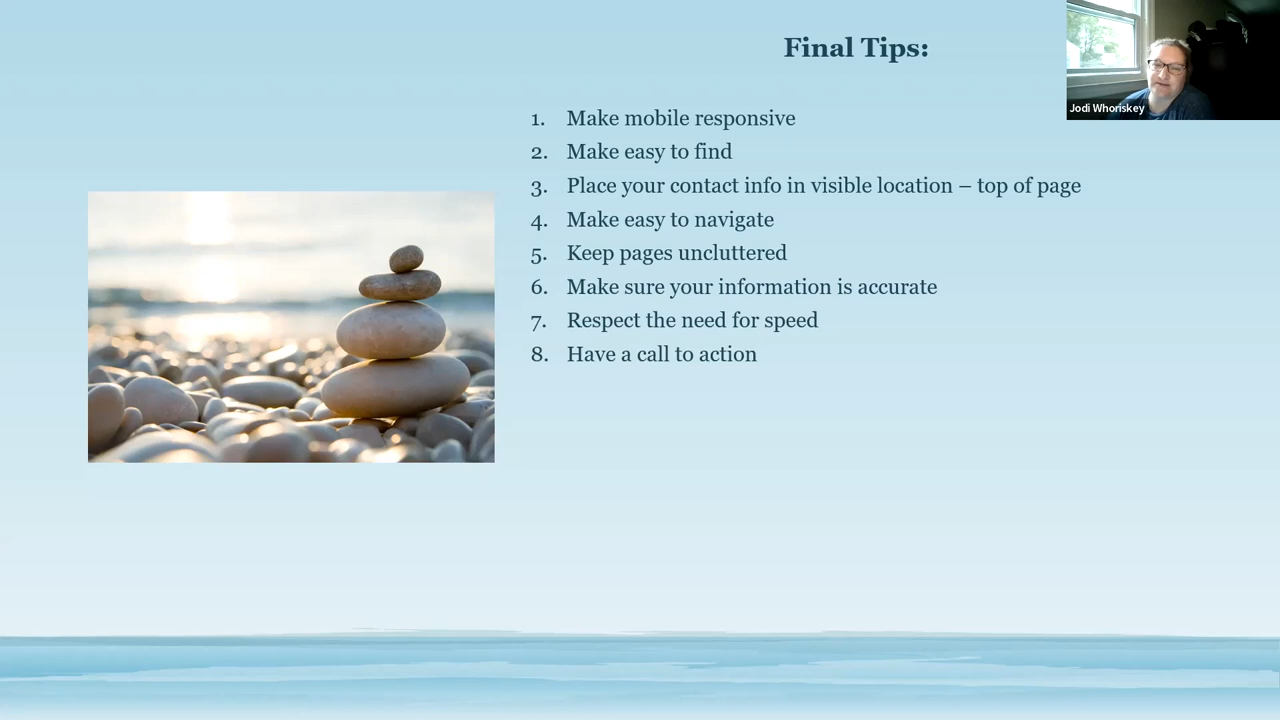 Final Tips:
Jodi Whoriskey
1. Make mobile responsive
2. Make easy to find
3. Place your contact info in visible location – top of page
4. Make easy to navigate
5. Keep pages uncluttered
6. Make sure your information is accurate
7. Respect the need for speed
8. Have a call to action